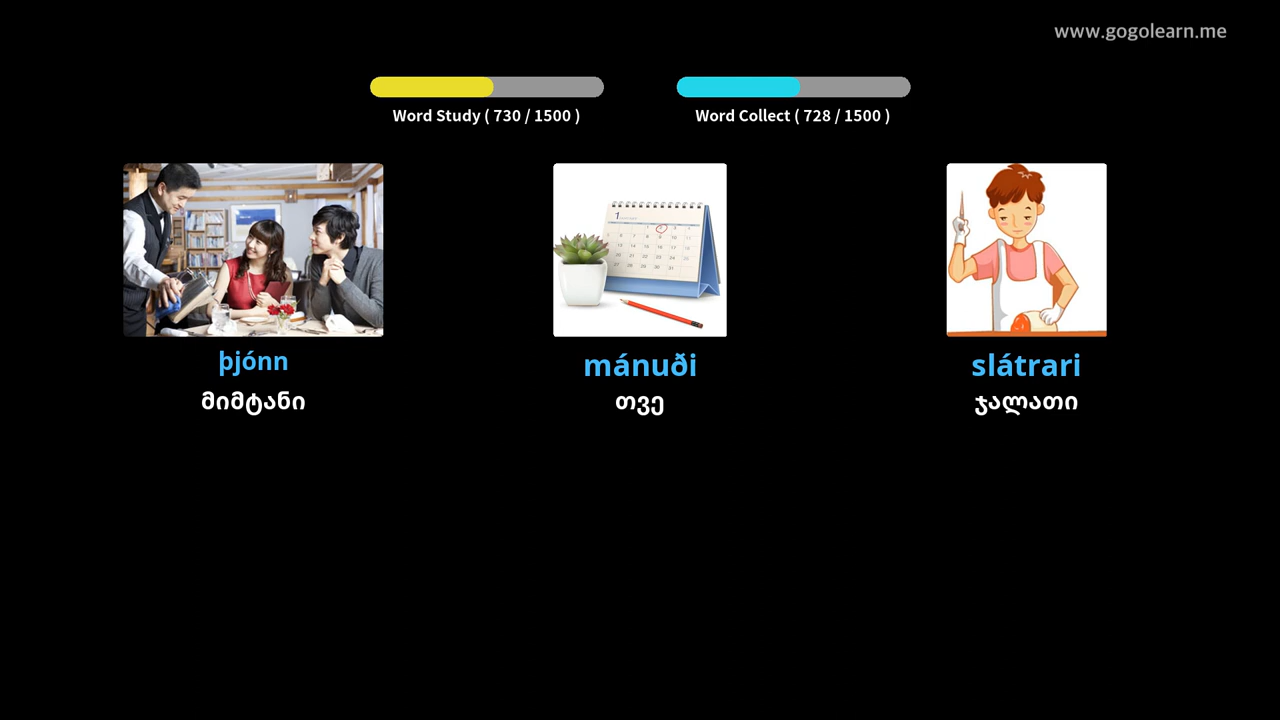 www.gogolearn.me
Word Study ( 730 / 1500 )
Word Collect ( 728 / 1500 )
þjónn
mánuði
slátrari
მიმტანი
თვე
ჯალათი